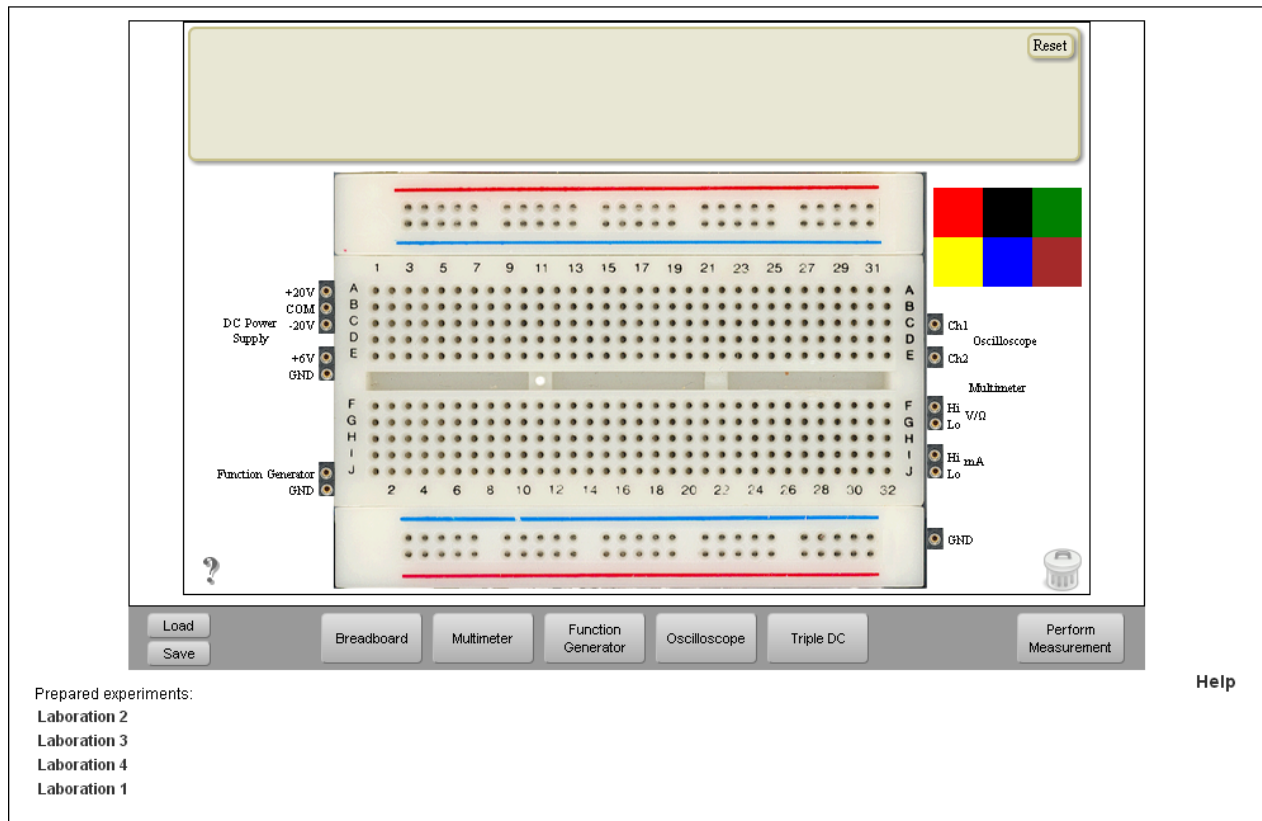 Reset
1 3 5 7 9 11 13 15 17 19 21 23 25 27 29 31
A A
B B
C C
D D
E E
F F
G G
H H
I I
J J
2 4 6 8 10 12 14 16 18 20 22 24 26 28 30 32
+20V
COM
DC Power Supply
-20V
+6V
GND
Function Generator
GND
Ch1
Oscilloscope
Ch2
Multimeter
Hi
V/Ω
Lo
Hi
mA
Lo
GND
?
Load
Save
Breadboard
Multimeter
Function
Generator
Oscilloscope
Triple DC
Perform
Measurement
Help
Prepared experiments:
Laboration 2
Laboration 3
Laboration 4
Laboration 1